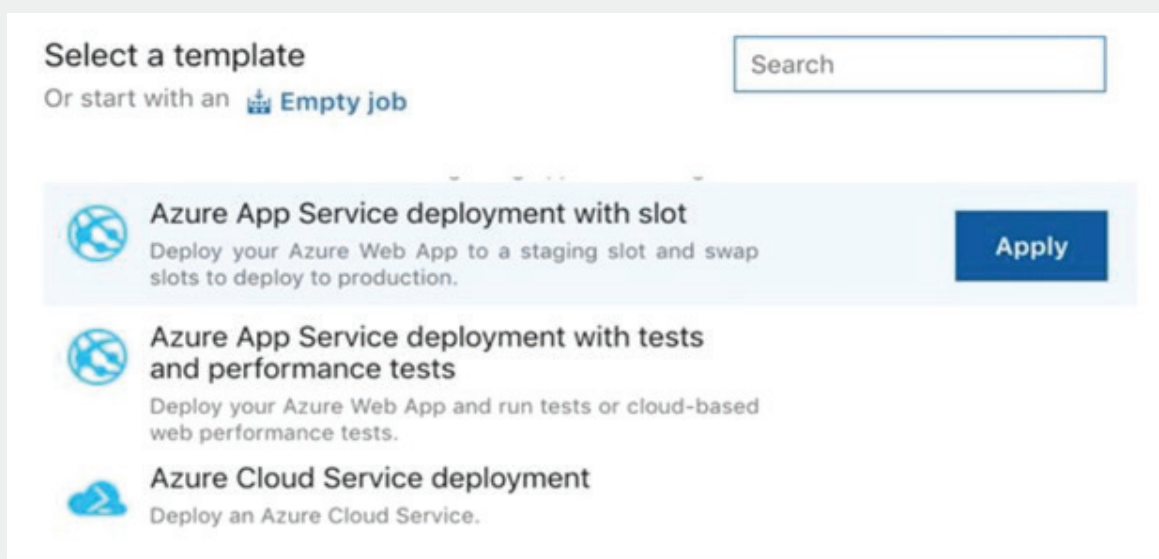 Select a template
Search
Or start with an Empty job
Azure App Service deployment with slot
Deploy your Azure Web App to a staging slot and swap
slots to deploy to production.
Apply
Azure App Service deployment with tests
and performance tests
Deploy your Azure Web App and run tests or cloud-based
web performance tests.
Azure Cloud Service deployment
Deploy an Azure Cloud Service.